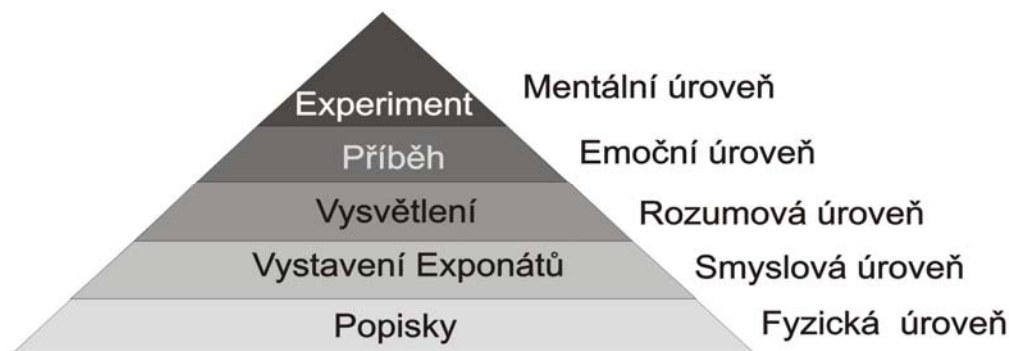 Experiment
Mentální úroveň
Příběh
Emoční úroveň
Vysvětlení
Rozumová úroveň
Vystavení Exponátů
Smyslová úroveň
Popisky
Fyzická úroveň